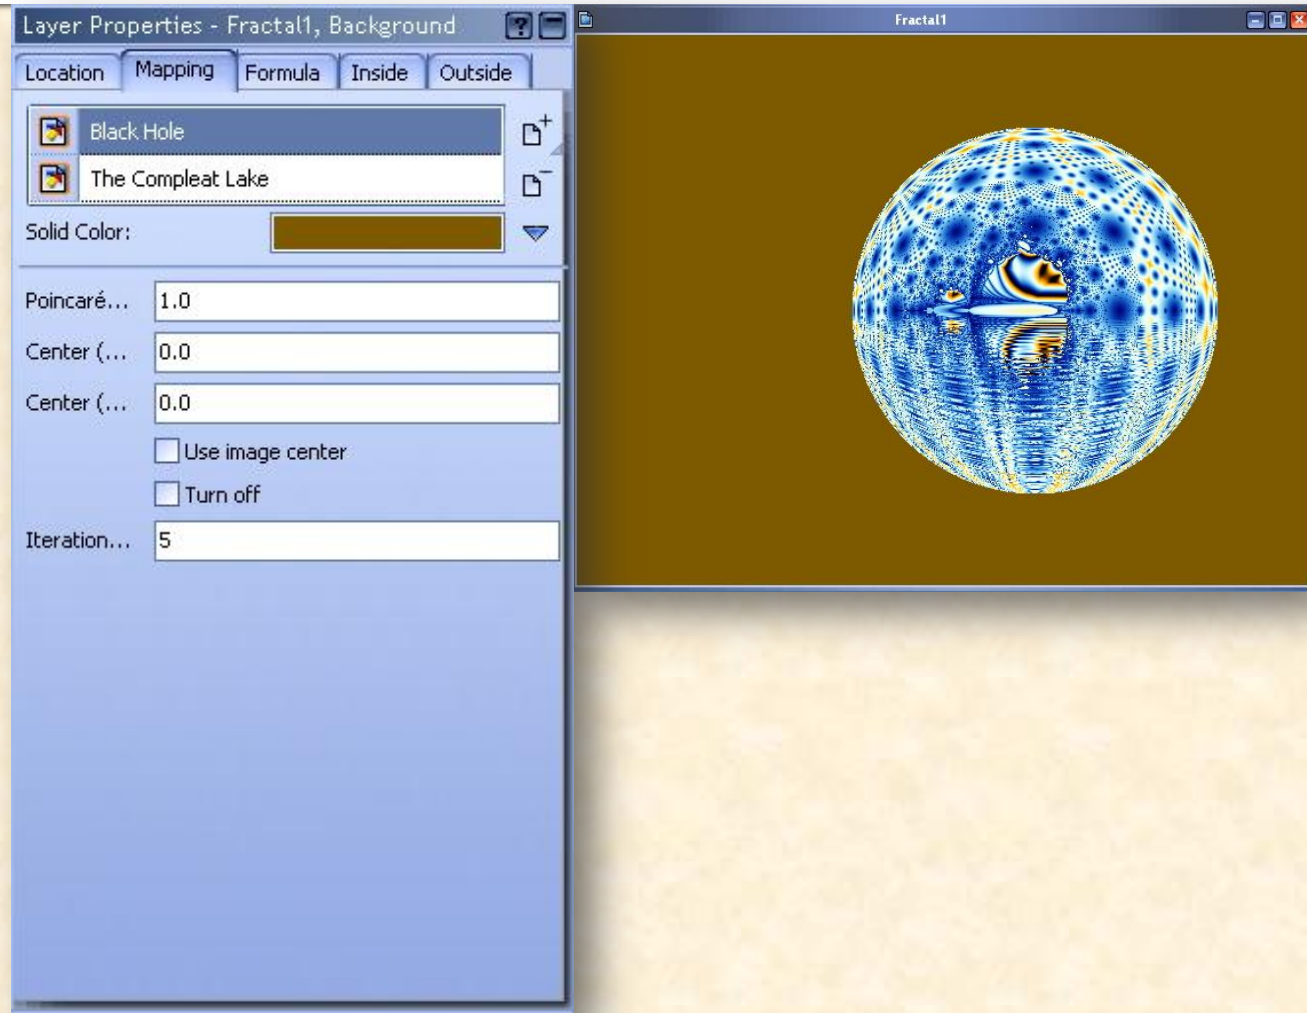 Layer Properties - Fractal1, Background
Location Mapping Formula Inside Outside
Black Hole
The Compleat Lake
Solid Color:
Poincaré... 1.0
Center (... 0.0
Center (... 0.0
Use image center
Turn off
Iteration... 5
Fractal1